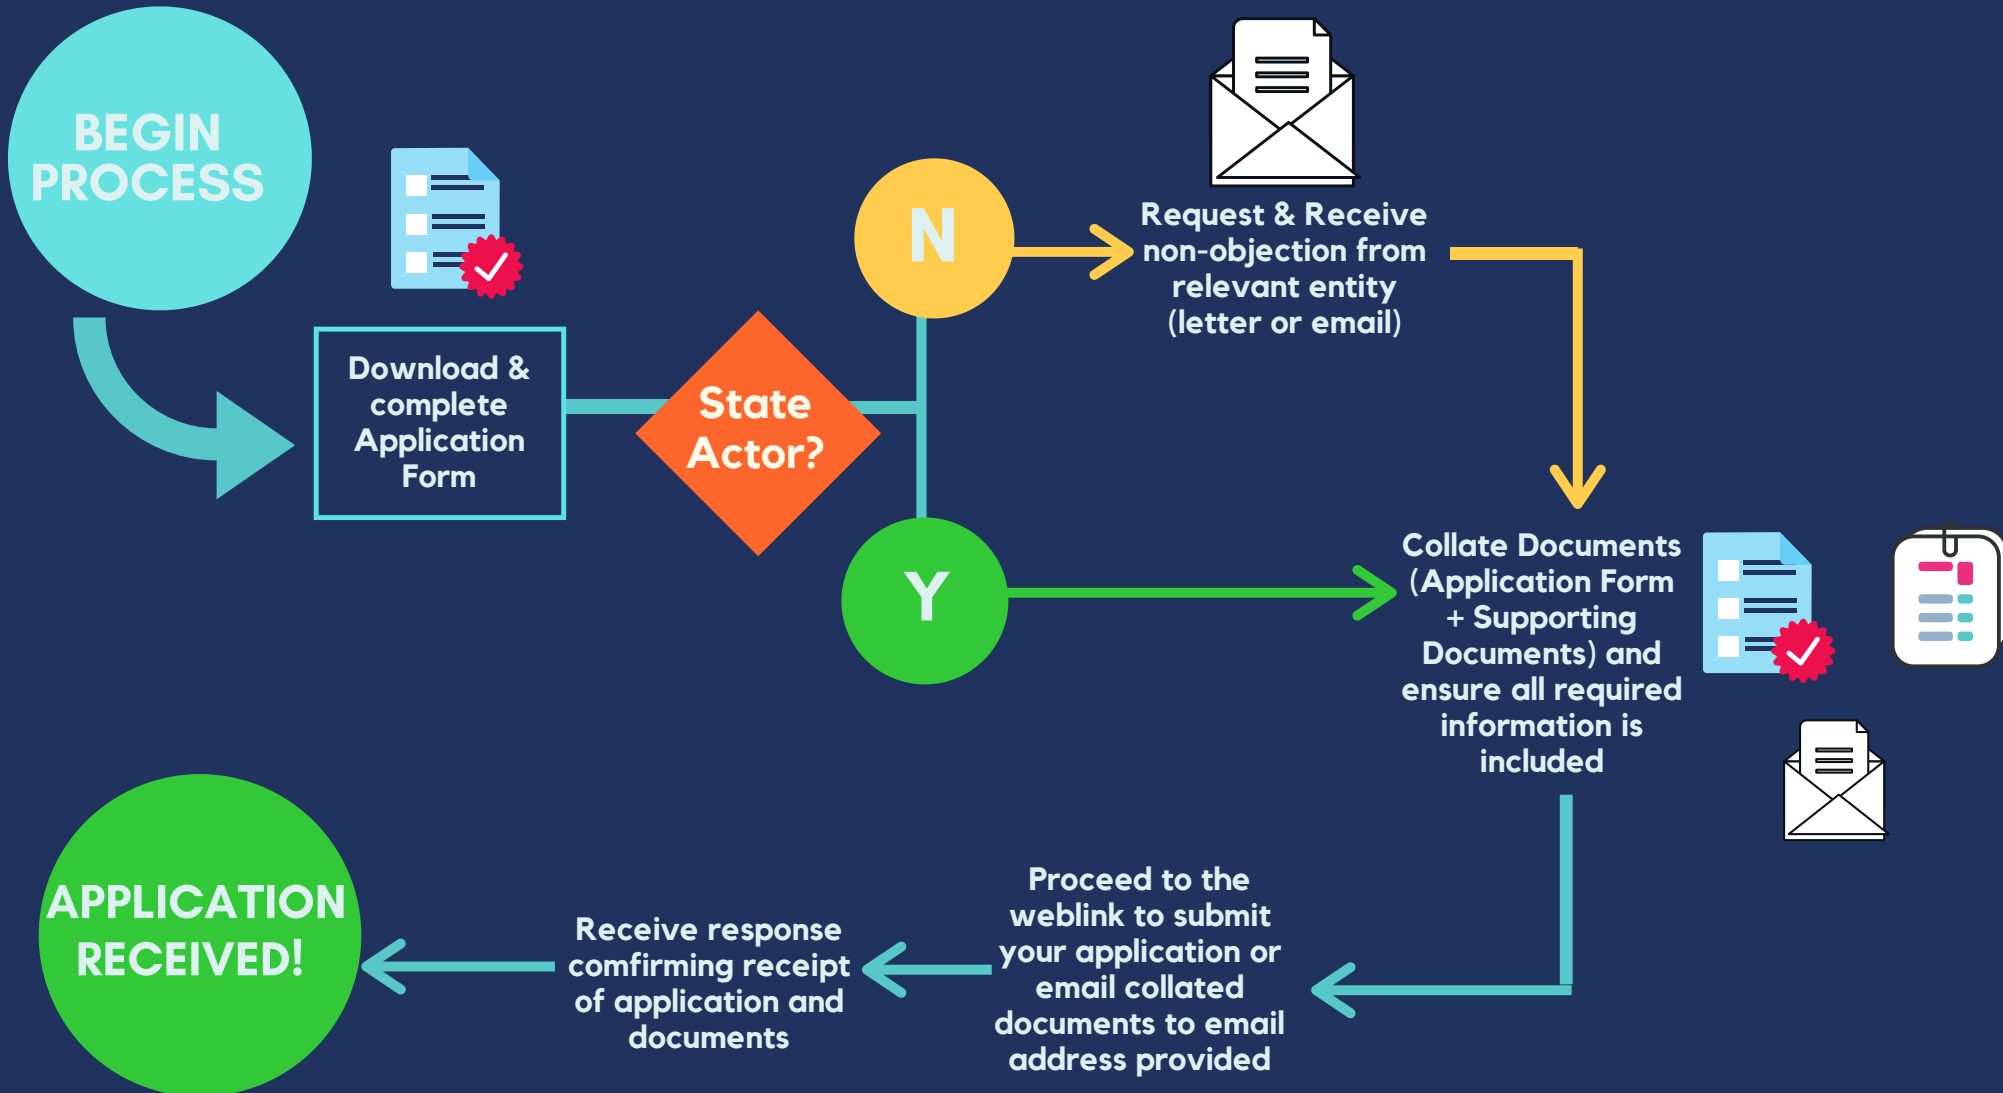 BEGIN
PROCESS
Download &
complete
Application
Form
State
Actor?
N
Request & Receive
non-objection from
relevant entity
(letter or email)
Y
Collate Documents
(Application Form
+ Supporting
Documents) and
ensure all required
information is
included
Proceed to the
weblink to submit
your application or
email collated
documents to email
address provided
Receive response
comfirming receipt
of application and
documents
APPLICATION
RECEIVED!